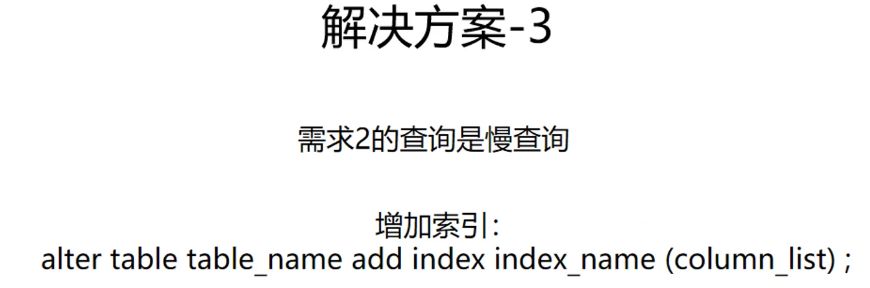 解决方案-3
需求2的查询是慢查询
增加索引：
alter table table_name add index index_name (column_list) ;